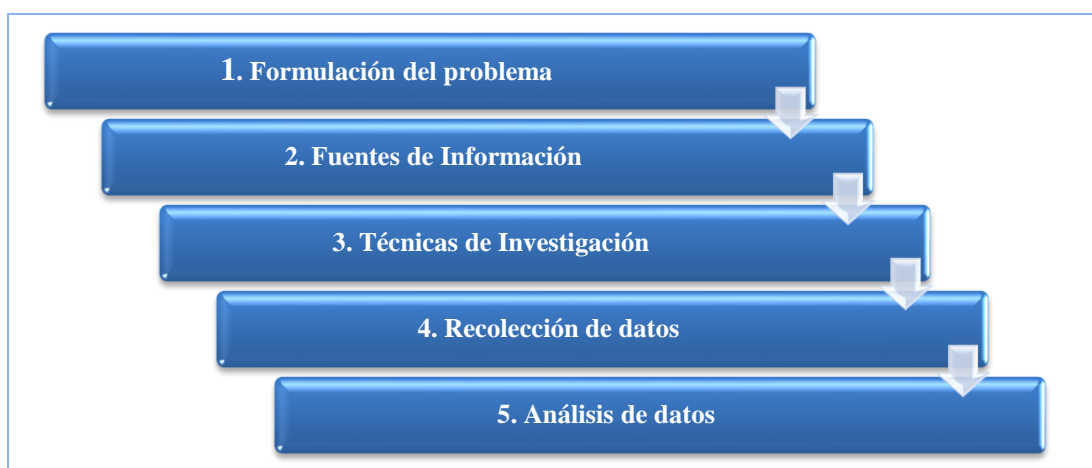 1. Formulación del problema
2. Fuentes de Información
3. Técnicas de Investigación
4. Recolección de datos
5. Análisis de datos